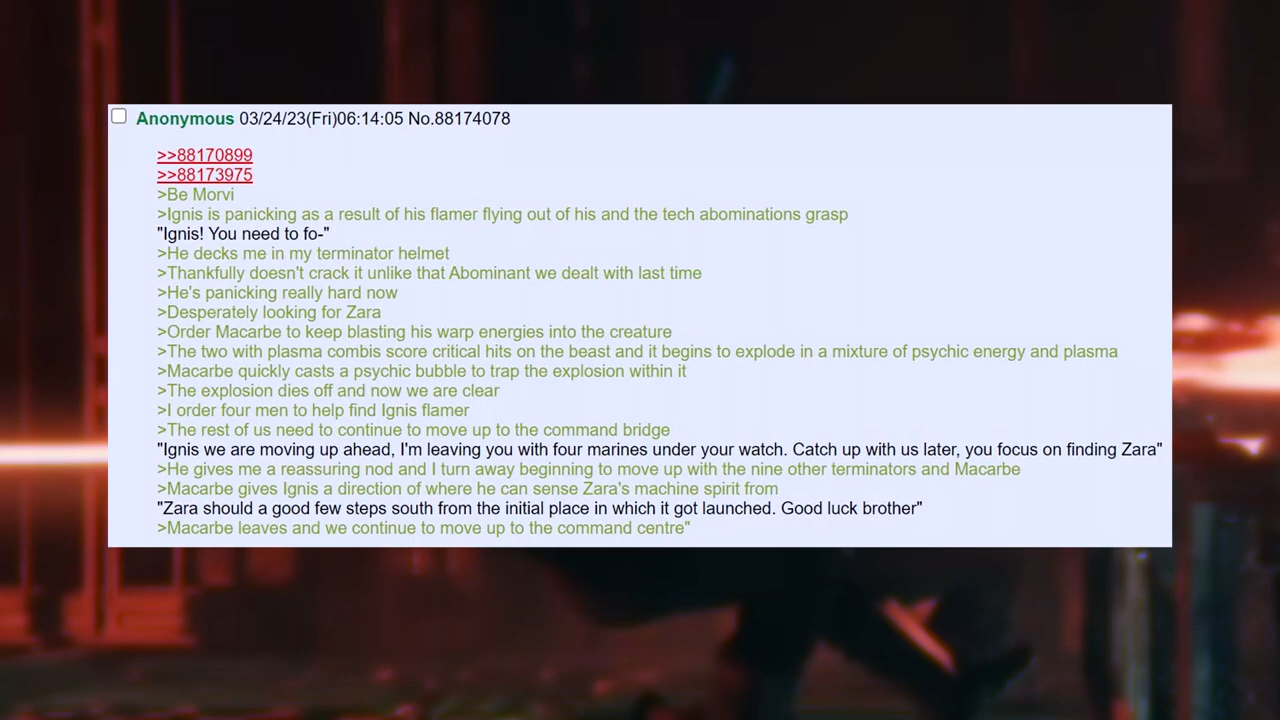 Anonymous 03/24/23(Fri)06:14:05 No.88174078
>>88170899
>>88173975
>Be Morvi
>Ignis is panicking as a result of his flamer flying out of his and the tech abominations grasp
"Ignis! You need to fo-"
>He decks me in my terminator helmet
>Thankfully doesn't crack it unlike that Abominant we dealt with last time
>He's panicking really hard now
>Desperately looking for Zara
>Order Macarbe to keep blasting his warp energies into the creature
>The two with plasma combis score critical hits on the beast and it begins to explode in a mixture of psychic energy and plasma
>Macarbe quickly casts a psychic bubble to trap the explosion within it
>The explosion dies off and now we are clear
>I order four men to help find Ignis flamer
>The rest of us need to continue to move up to the command bridge
"Ignis we are moving up ahead, I'm leaving you with four marines under your watch. Catch up with us later, you focus on finding Zara"
>He gives me a reassuring nod and I turn away beginning to move up with the nine other terminators and Macarbe
>Macarbe gives Ignis a direction of where he can sense Zara's machine spirit from
"Zara should a good few steps south from the initial place in which it got launched. Good luck brother"
>Macarbe leaves and we continue to move up to the command centre"